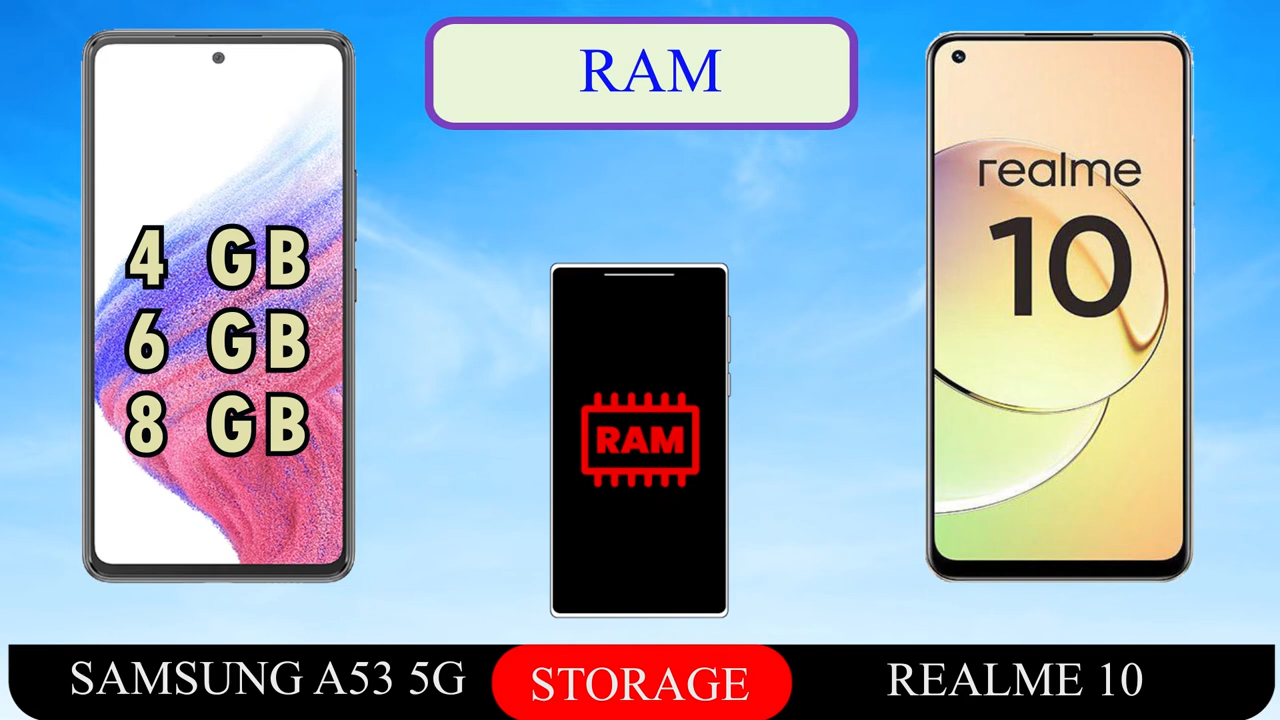 RAM
4 GB
6 GB
8 GB
realme
10
RAM
SAMSUNG A53 5G
STORAGE
REALME 10